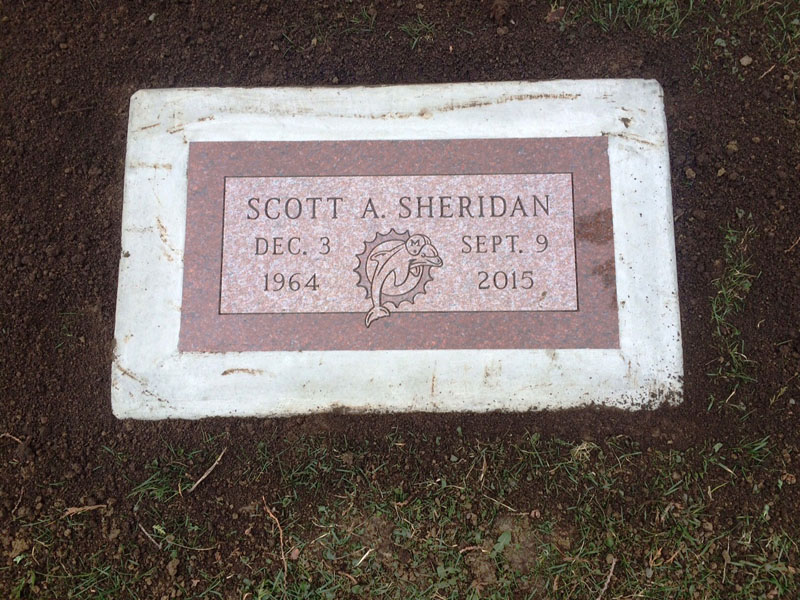 SCOTT A. SHERIDAN
DEC. 3
1964
M
SEPT. 9
2015